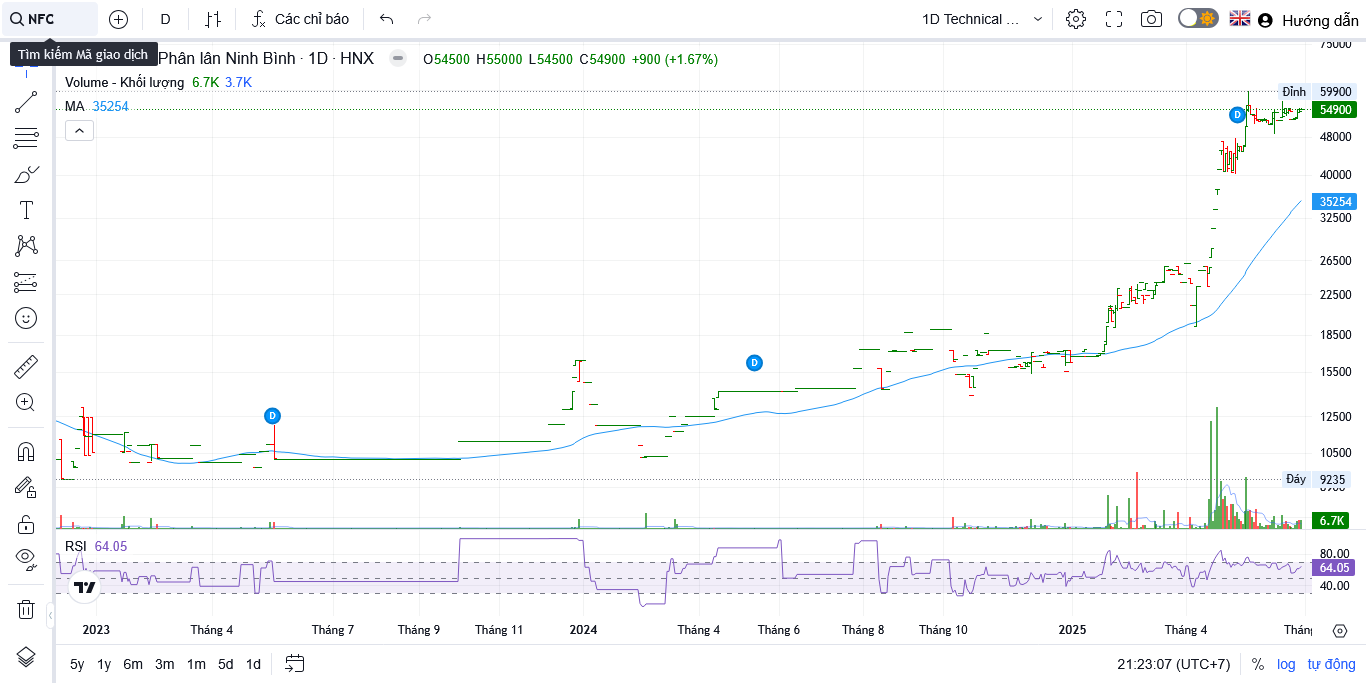 NFC
D
Các chỉ báo
1D Technical ...
Hướng dẫn
Tìm kiếm Mã giao dịch
Phân lân Ninh Bình · 1D · HNX
O54500 H55000 L54500 C54900 +900 (+1.67%)
Volume - Khối lượng 6.7K 3.7K
MA 35254
75000
Đỉnh 59900
54900
48000
40000
35254
32500
26500
22500
18500
15500
12500
10500
Đáy 9235
6.7K
D
D
D
RSI 64.05
80.00
64.05
40.00
2023 Tháng 4 Tháng 7 Tháng 9 Tháng 11 2024 Tháng 4 Tháng 6 Tháng 8 Tháng 10 2025 Tháng 4
5y 1y 6m 3m 1m 5d 1d
21:23:07 (UTC+7) % log tự động